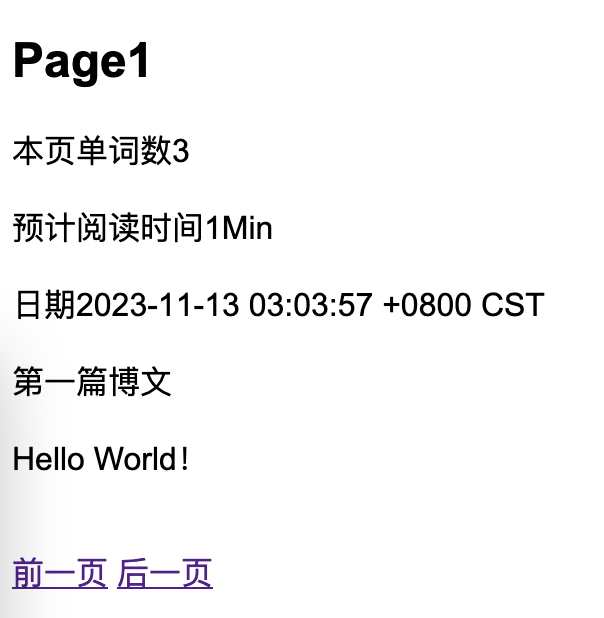 Page1
本页单词数3
预计阅读时间1Min
日期2023-11-13 03:03:57 +0800 CST
第一篇博文
Hello World！
前一页 后一页